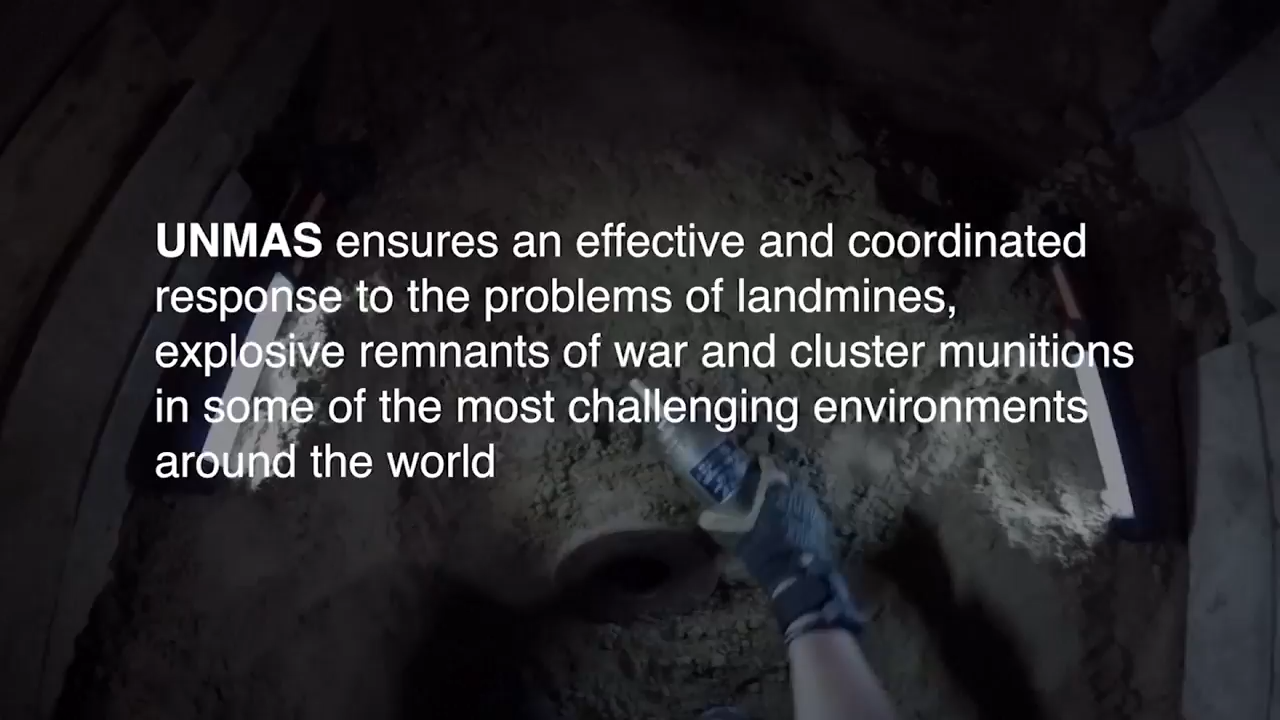 UNMAS ensures an effective and coordinated
response to the problems of landmines,
explosive remnants of war and cluster munitions
in some of the most challenging environments
around the world